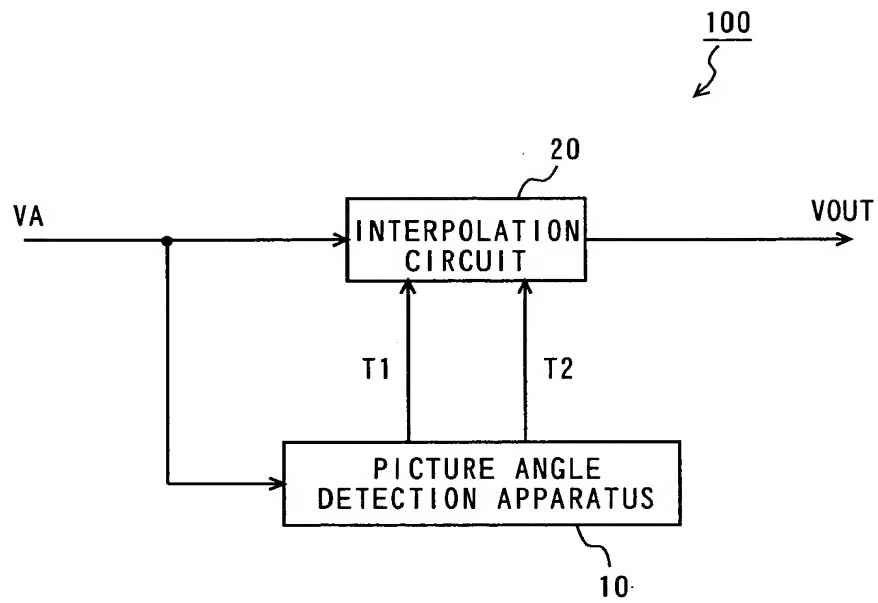 100
20
VA
VOUT
INTERPOLATION
CIRCUIT
T1
T2
PICTURE ANGLE
DETECTION APPARATUS
10